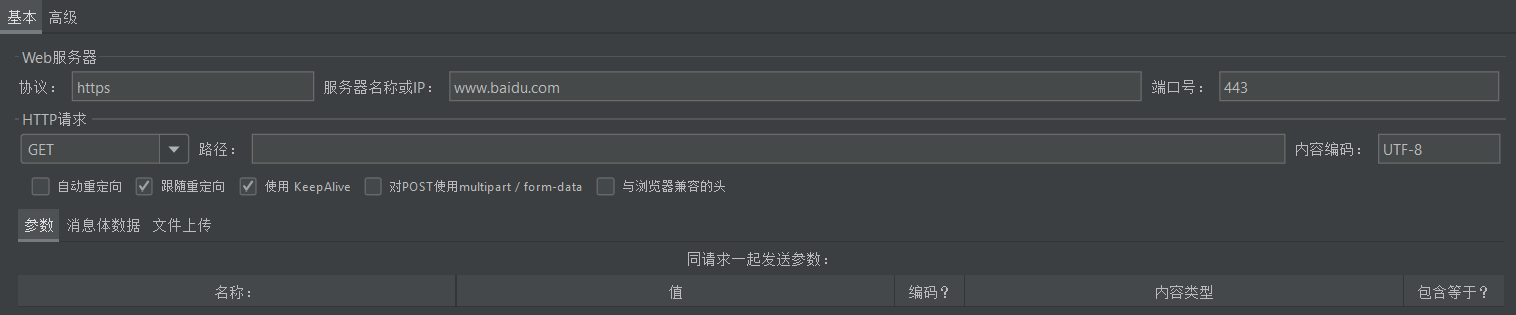 基本 高级
Web服务器
协议： https 服务器名称或IP： www.baidu.com 端口号： 443
HTTP请求
GET 路径： 内容编码： UTF-8
自动重定向 跟随重定向 使用 KeepAlive 对POST使用multipart / form-data 与浏览器兼容的头
参数 消息体数据 文件上传
同请求一起发送参数：
名称： 值 编码？ 内容类型 包含等于？